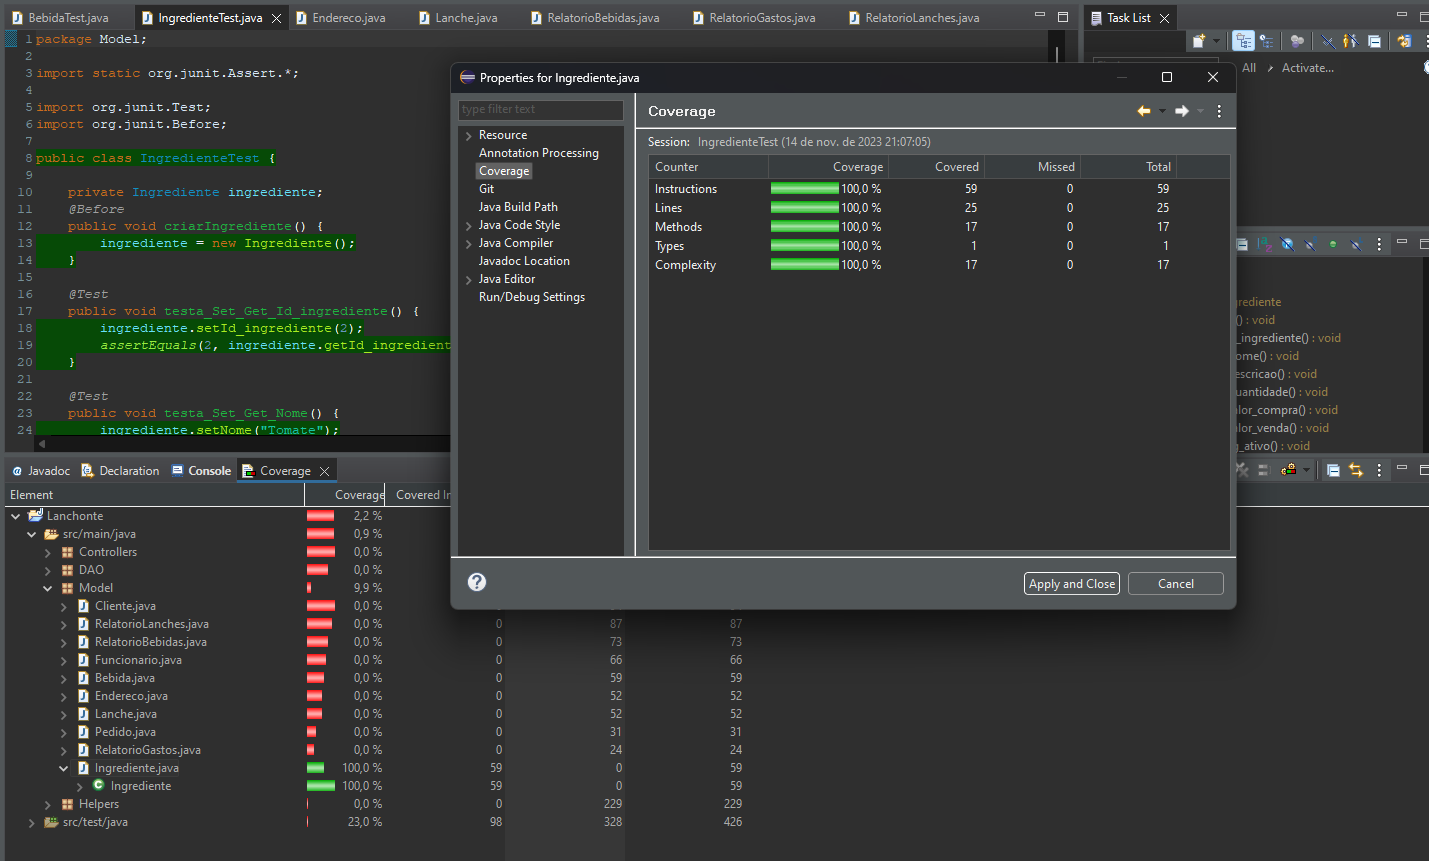 BebidaTest.java
IngredienteTest.java
Endereco.java
Lanche.java
RelatorioBebidas.java
RelatorioGastos.java
RelatorioLanches.java
Task List
1 package Model;
2
3 import static org.junit.Assert.*;
4
5 import org.junit.Test;
6 import org.junit.Before;
7
8 public class IngredienteTest {
9
10 private Ingrediente ingrediente;
11 @Before
12 public void criarIngrediente() {
13 ingrediente = new Ingrediente();
14 }
15
16 @Test
17 public void testa_Set_Get_Id_ingrediente() {
18 ingrediente.setId_ingrediente(2);
19 assertEquals(2, ingrediente.getId_ingredient
20 }
21
22 @Test
23 public void testa_Set_Get_Nome() {
24 ingrediente.setNome("Tomate");
All
Activate...
Properties for Ingrediente.java
type filter text
Resource
Annotation Processing
Coverage
Git
Java Build Path
Java Code Style
Java Compiler
Javadoc Location
Java Editor
Run/Debug Settings
Coverage
Session: IngredienteTest (14 de nov. de 2023 21:07:05)
Counter Coverage Covered Missed Total
Instructions 100,0 % 59 0 59
Lines 100,0 % 25 0 25
Methods 100,0 % 17 0 17
Types 100,0 % 1 0 1
Complexity 100,0 % 17 0 17
Apply and Close
Cancel
rediente
() : void
_ingrediente() : void
ome() : void
escricao() : void
uantidade() : void
alor_compra() : void
alor_venda() : void
g_ativo() : void
Javadoc
Declaration
Console
Coverage
Element Coverage Covered In
Lanchonte 2,2 %
src/main/java 0,9 %
Controllers 0,0 %
DAO 0,0 %
Model 9,9 %
Cliente.java 0,0 %
RelatorioLanches.java 0,0 % 0 87 87
RelatorioBebidas.java 0,0 % 0 73 73
Funcionario.java 0,0 % 0 66 66
Bebida.java 0,0 % 0 59 59
Endereco.java 0,0 % 0 52 52
Lanche.java 0,0 % 0 52 52
Pedido.java 0,0 % 0 31 31
RelatorioGastos.java 0,0 % 0 24 24
Ingrediente.java 100,0 % 59 0 59
Ingrediente 100,0 % 59 0 59
Helpers 0,0 % 0 229 229
src/test/java 23,0 % 98 328 426